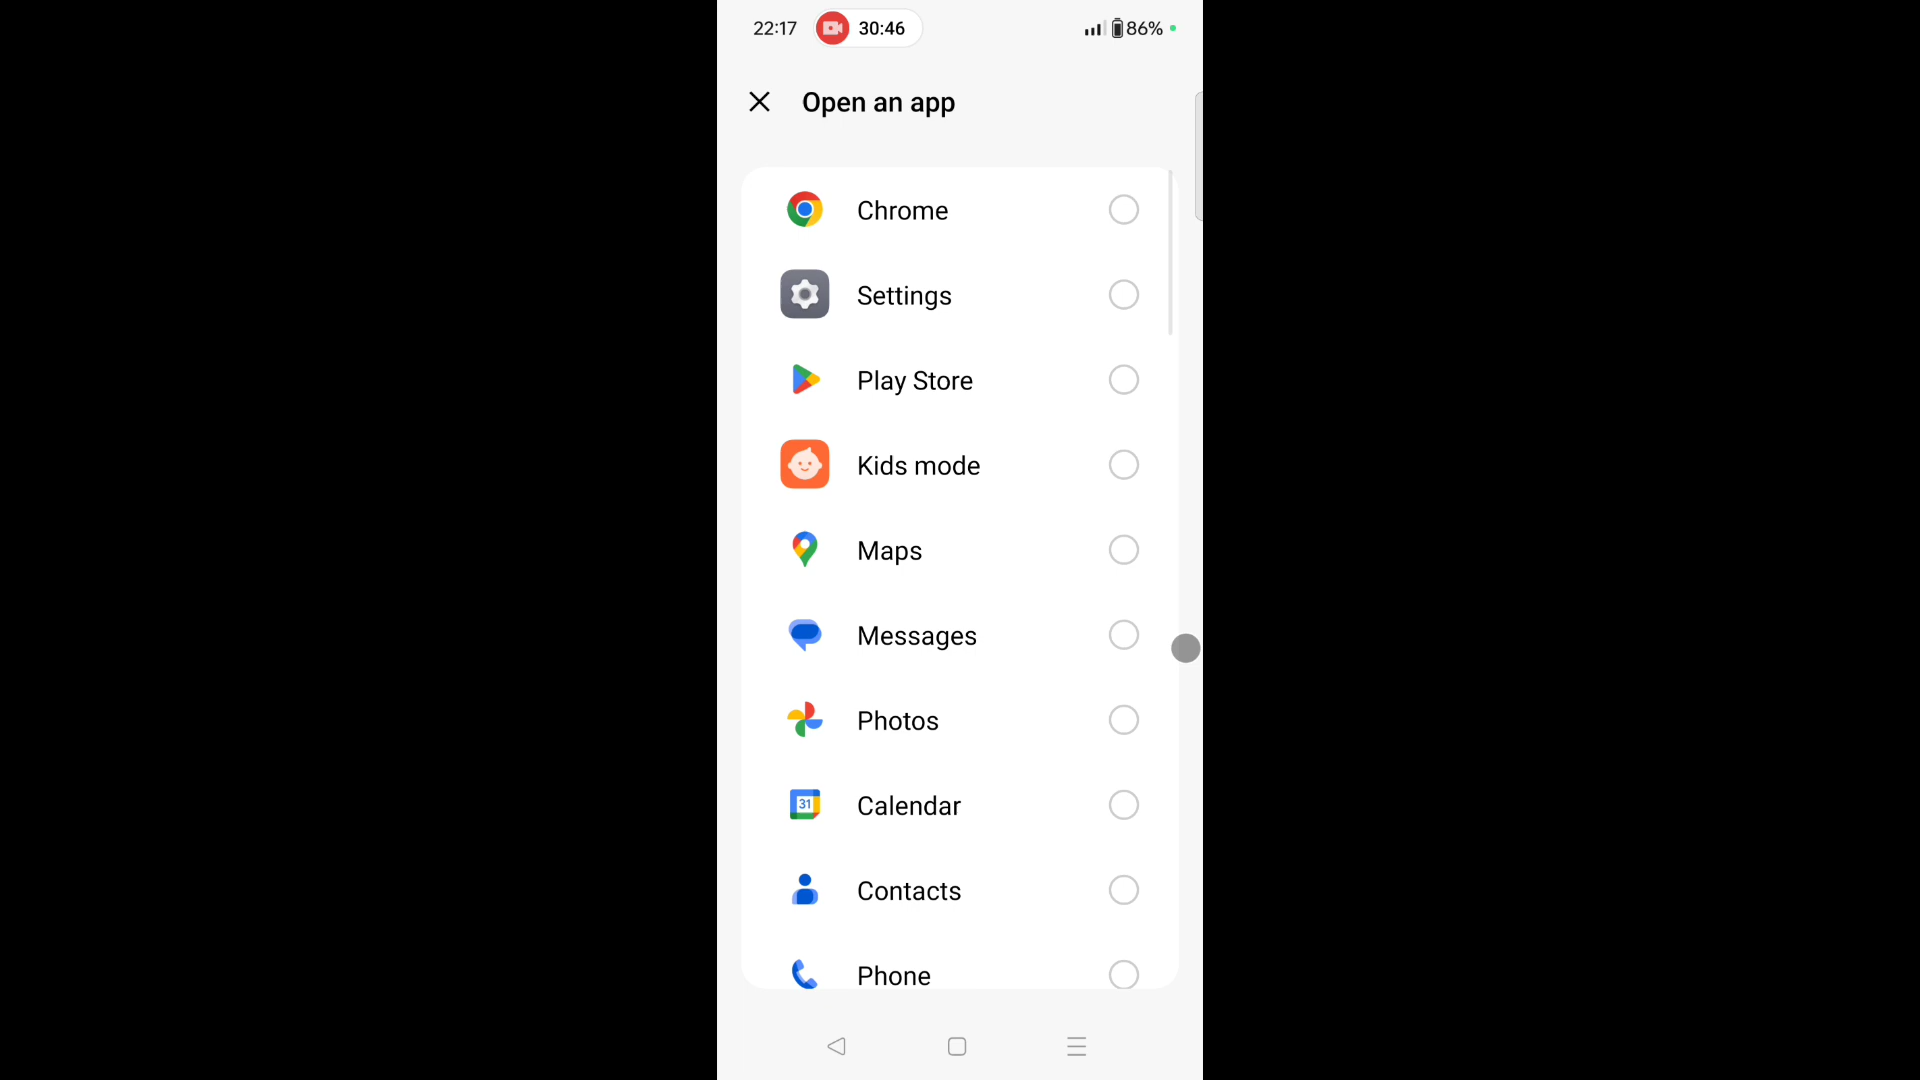 22:17 30:46 86%
Open an app
Chrome
Settings
Play Store
Kids mode
Maps
Messages
Photos
31 Calendar
Contacts
Phone